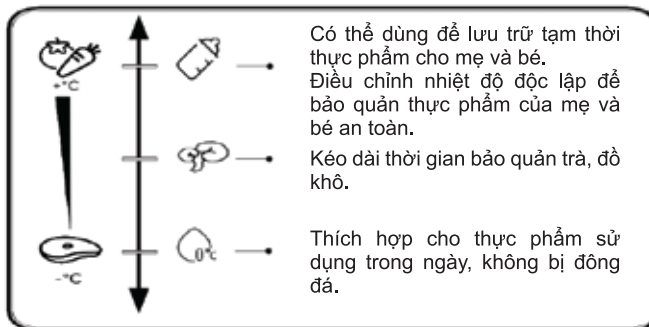 Có thể dùng để lưu trữ tạm thời
thực phẩm cho mẹ và bé.
+°C
Điều chỉnh nhiệt độ độc lập để
bảo quản thực phẩm của mẹ và
bé an toàn.
Kéo dài thời gian bảo quản trà, đồ
khô.
0°c
Thích hợp cho thực phẩm sử
dụng trong ngày, không bị đông
đá.
-°C